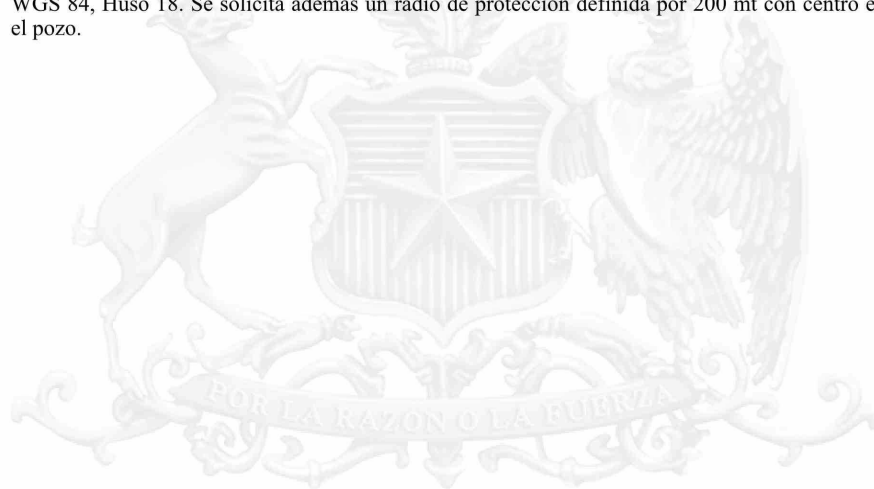 WGS 84, Huso 18. Se solicita además un radio de protección definida por 200 mt con centro
el pozo.
POR LA RAZÓN O LA FUERZA